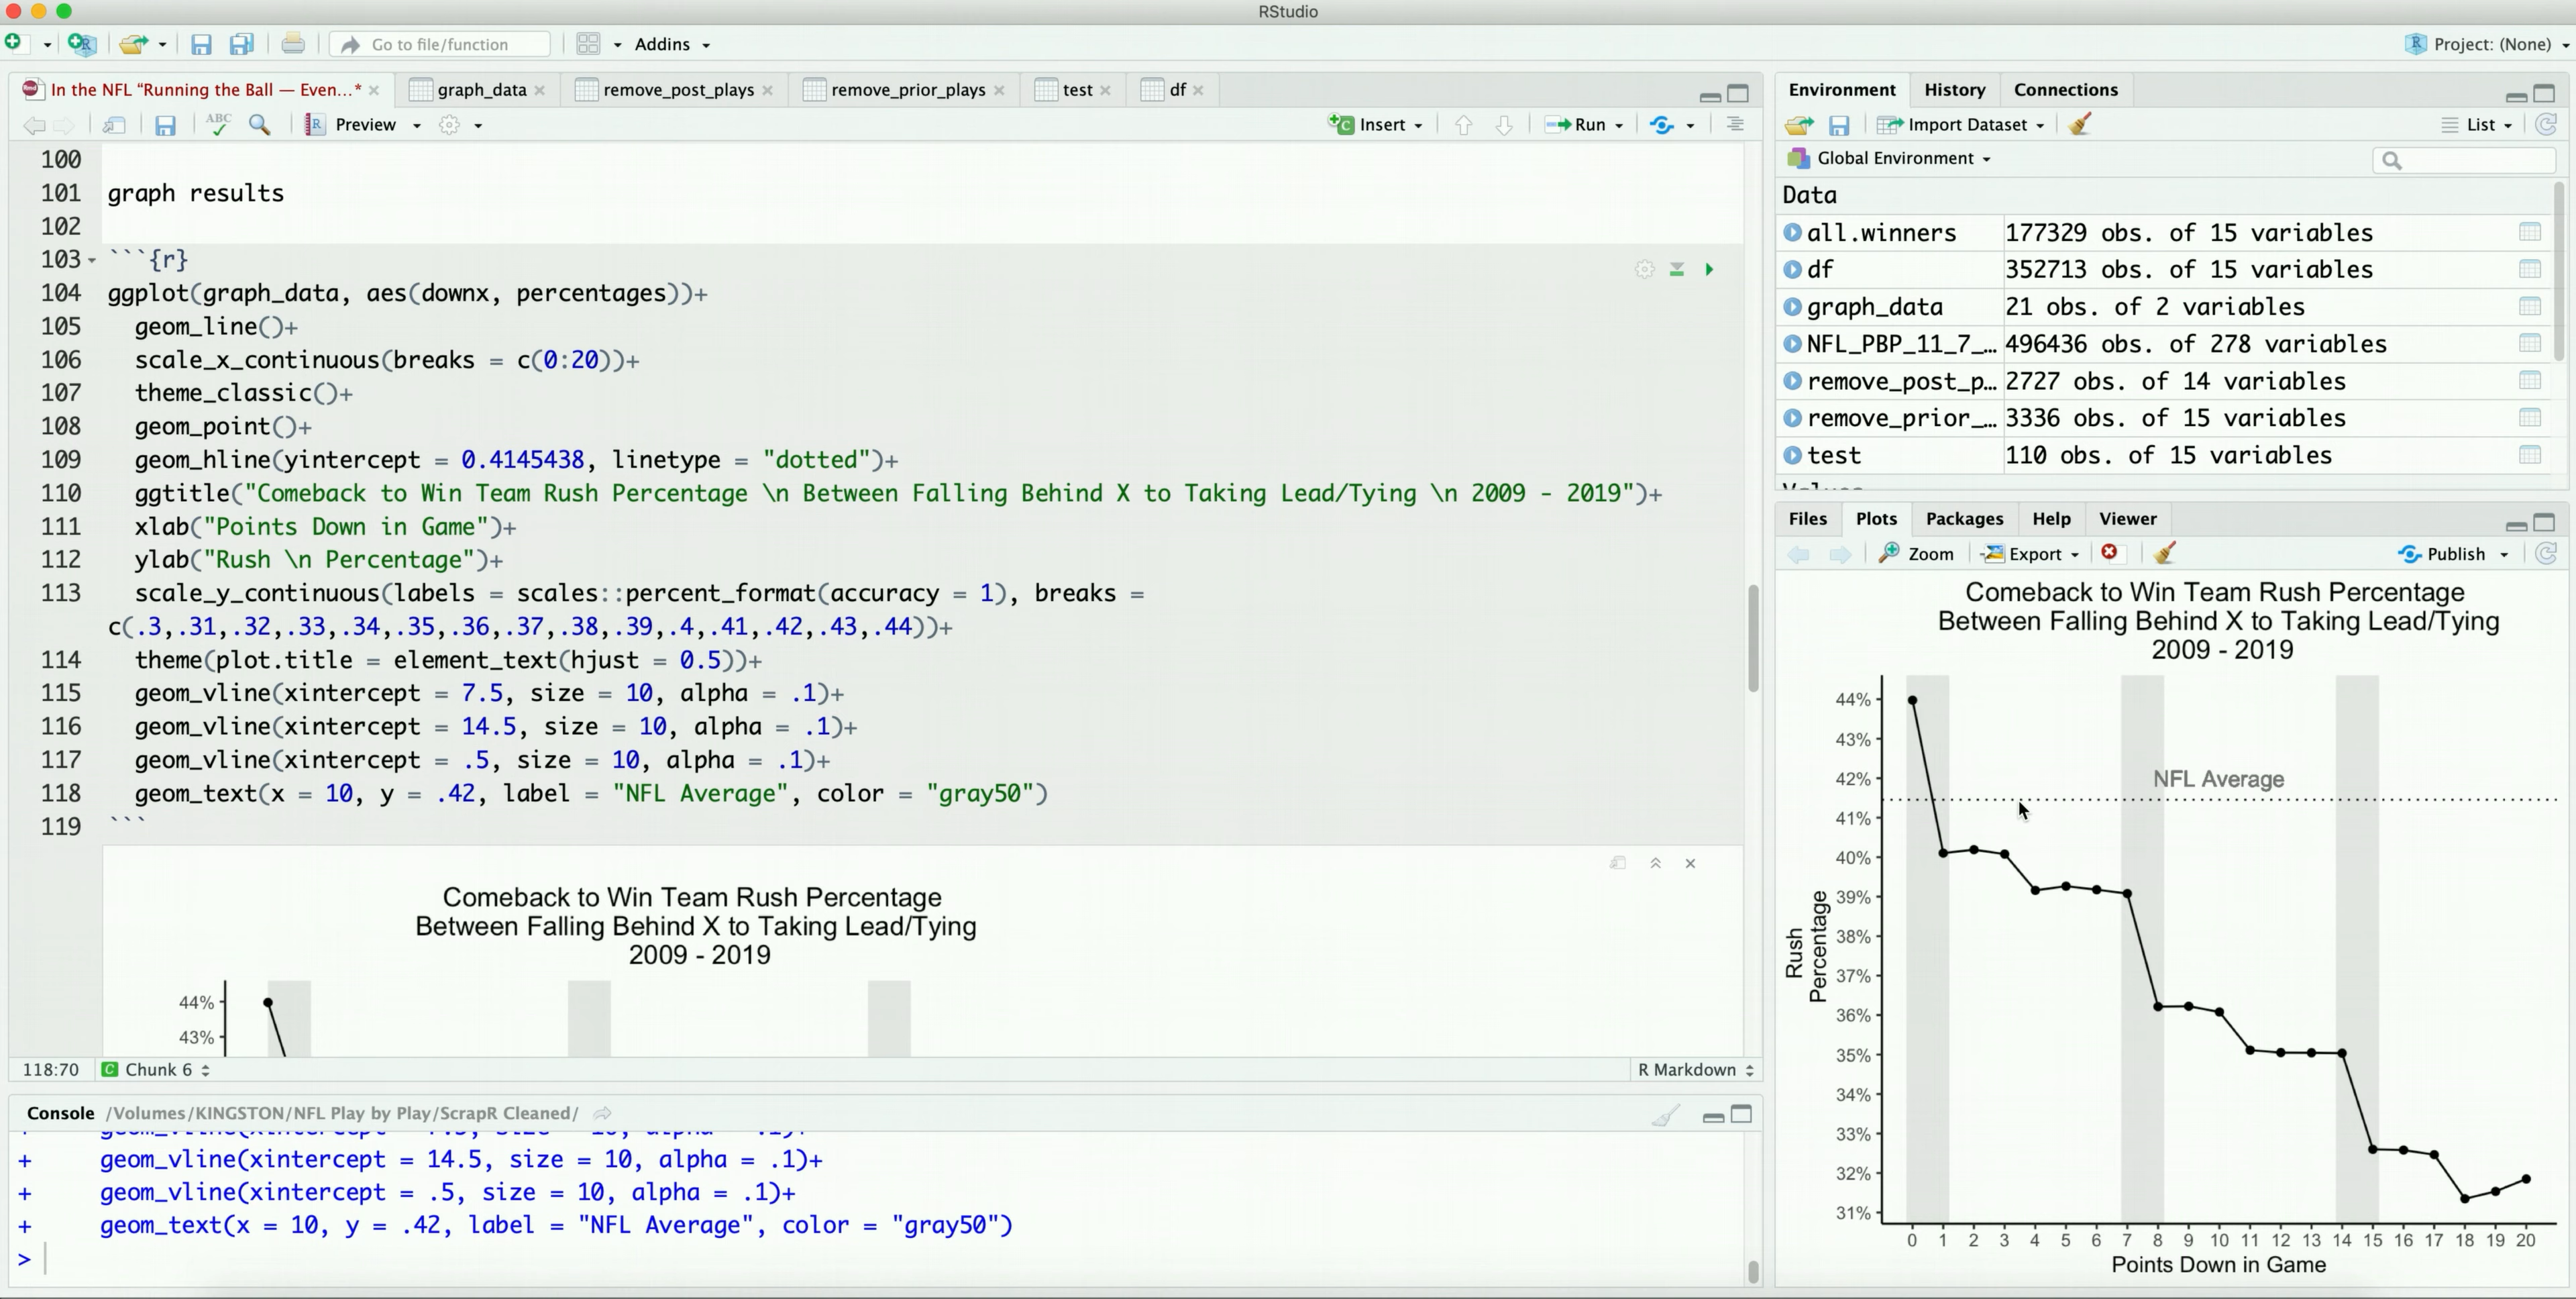 RStudio
Go to file/function
Addins
Project: (None)
In the NFL “Running the Ball — Even...*
graph_data
remove_post_plays
remove_prior_plays
test
df
ABC
Preview
Insert
Run
100
101 graph results
102
103 ```{r}
104 ggplot(graph_data, aes(downx, percentages))+
105 geom_line()+
106 scale_x_continuous(breaks = c(0:20))+
107 theme_classic()+
108 geom_point()+
109 geom_hline(yintercept = 0.4145438, linetype = "dotted")+
110 ggtitle("Comeback to Win Team Rush Percentage \n Between Falling Behind X to Taking Lead/Tying \n 2009 - 2019")+
111 xlab("Points Down in Game")+
112 ylab("Rush \n Percentage")+
113 scale_y_continuous(labels = scales::percent_format(accuracy = 1), breaks =
c(.3,.31,.32,.33,.34,.35,.36,.37,.38,.39,.4,.41,.42,.43,.44))+
114 theme(plot.title = element_text(hjust = 0.5))+
115 geom_vline(xintercept = 7.5, size = 10, alpha = .1)+
116 geom_vline(xintercept = 14.5, size = 10, alpha = .1)+
117 geom_vline(xintercept = .5, size = 10, alpha = .1)+
118 geom_text(x = 10, y = .42, label = "NFL Average", color = "gray50")
119 ```
Comeback to Win Team Rush Percentage
Between Falling Behind X to Taking Lead/Tying
2009 - 2019
44%
43%
118:70
Chunk 6
R Markdown
Console /Volumes/KINGSTON/NFL Play by Play/ScrapR Cleaned/
+ geom_vline(xintercept = 14.5, size = 10, alpha = .1)+
+ geom_vline(xintercept = .5, size = 10, alpha = .1)+
+ geom_text(x = 10, y = .42, label = "NFL Average", color = "gray50")
>
Environment
History
Connections
Import Dataset
List
Global Environment
Data
all.winners 177329 obs. of 15 variables
df 352713 obs. of 15 variables
graph_data 21 obs. of 2 variables
NFL_PBP_11_7_... 496436 obs. of 278 variables
remove_post_p... 2727 obs. of 14 variables
remove_prior_... 3336 obs. of 15 variables
test 110 obs. of 15 variables
Files
Plots
Packages
Help
Viewer
Zoom
Export
Publish
Comeback to Win Team Rush Percentage
Between Falling Behind X to Taking Lead/Tying
2009 - 2019
44%
43%
42%
41%
40%
39%
38%
37%
36%
35%
34%
33%
32%
31%
NFL Average
Rush
Percentage
0 1 2 3 4 5 6 7 8 9 10 11 12 13 14 15 16 17 18 19 20
Points Down in Game